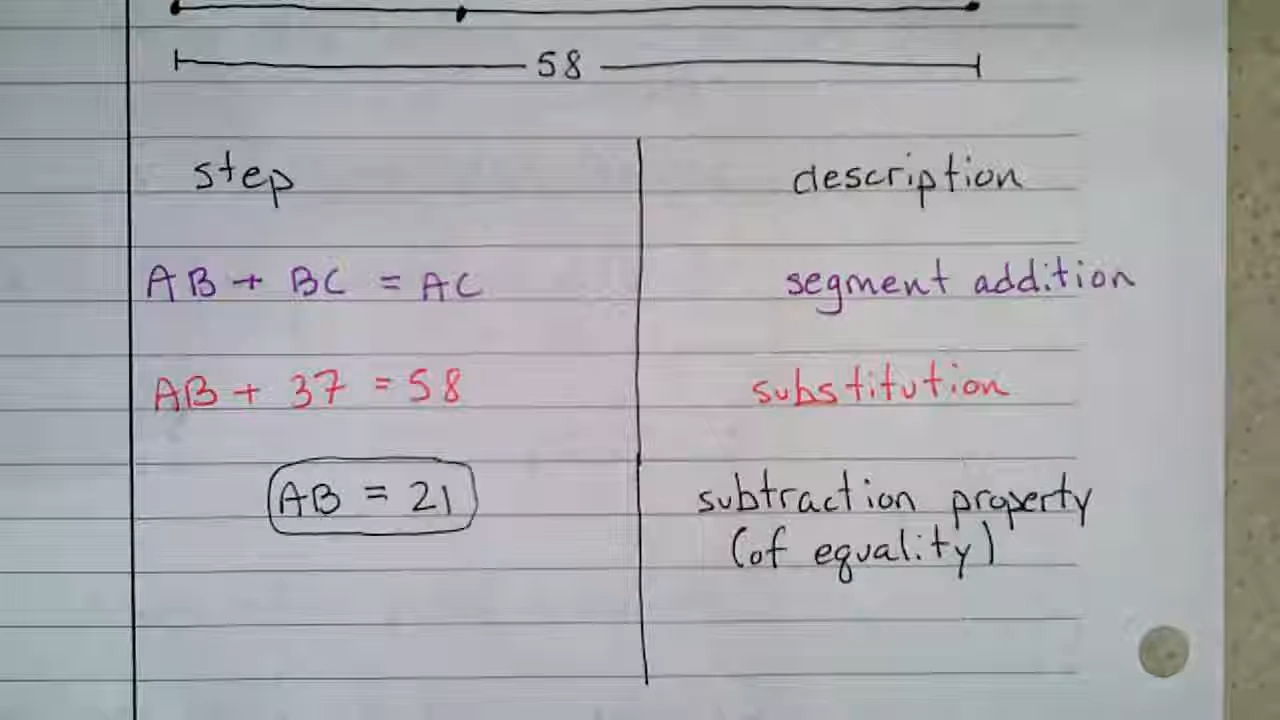 58
step description
AB + BC = AC segment addition
AB + 37 = 58 substitution
AB = 21 subtraction property
(of equality)